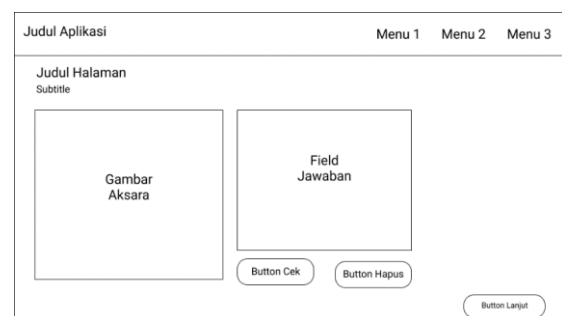 Judul Aplikasi Menu 1 Menu 2 Menu 3
Judul Halaman
Subtitle
Gambar
Aksara
Field
Jawaban
Button Cek Button Hapus
Button Lanjut